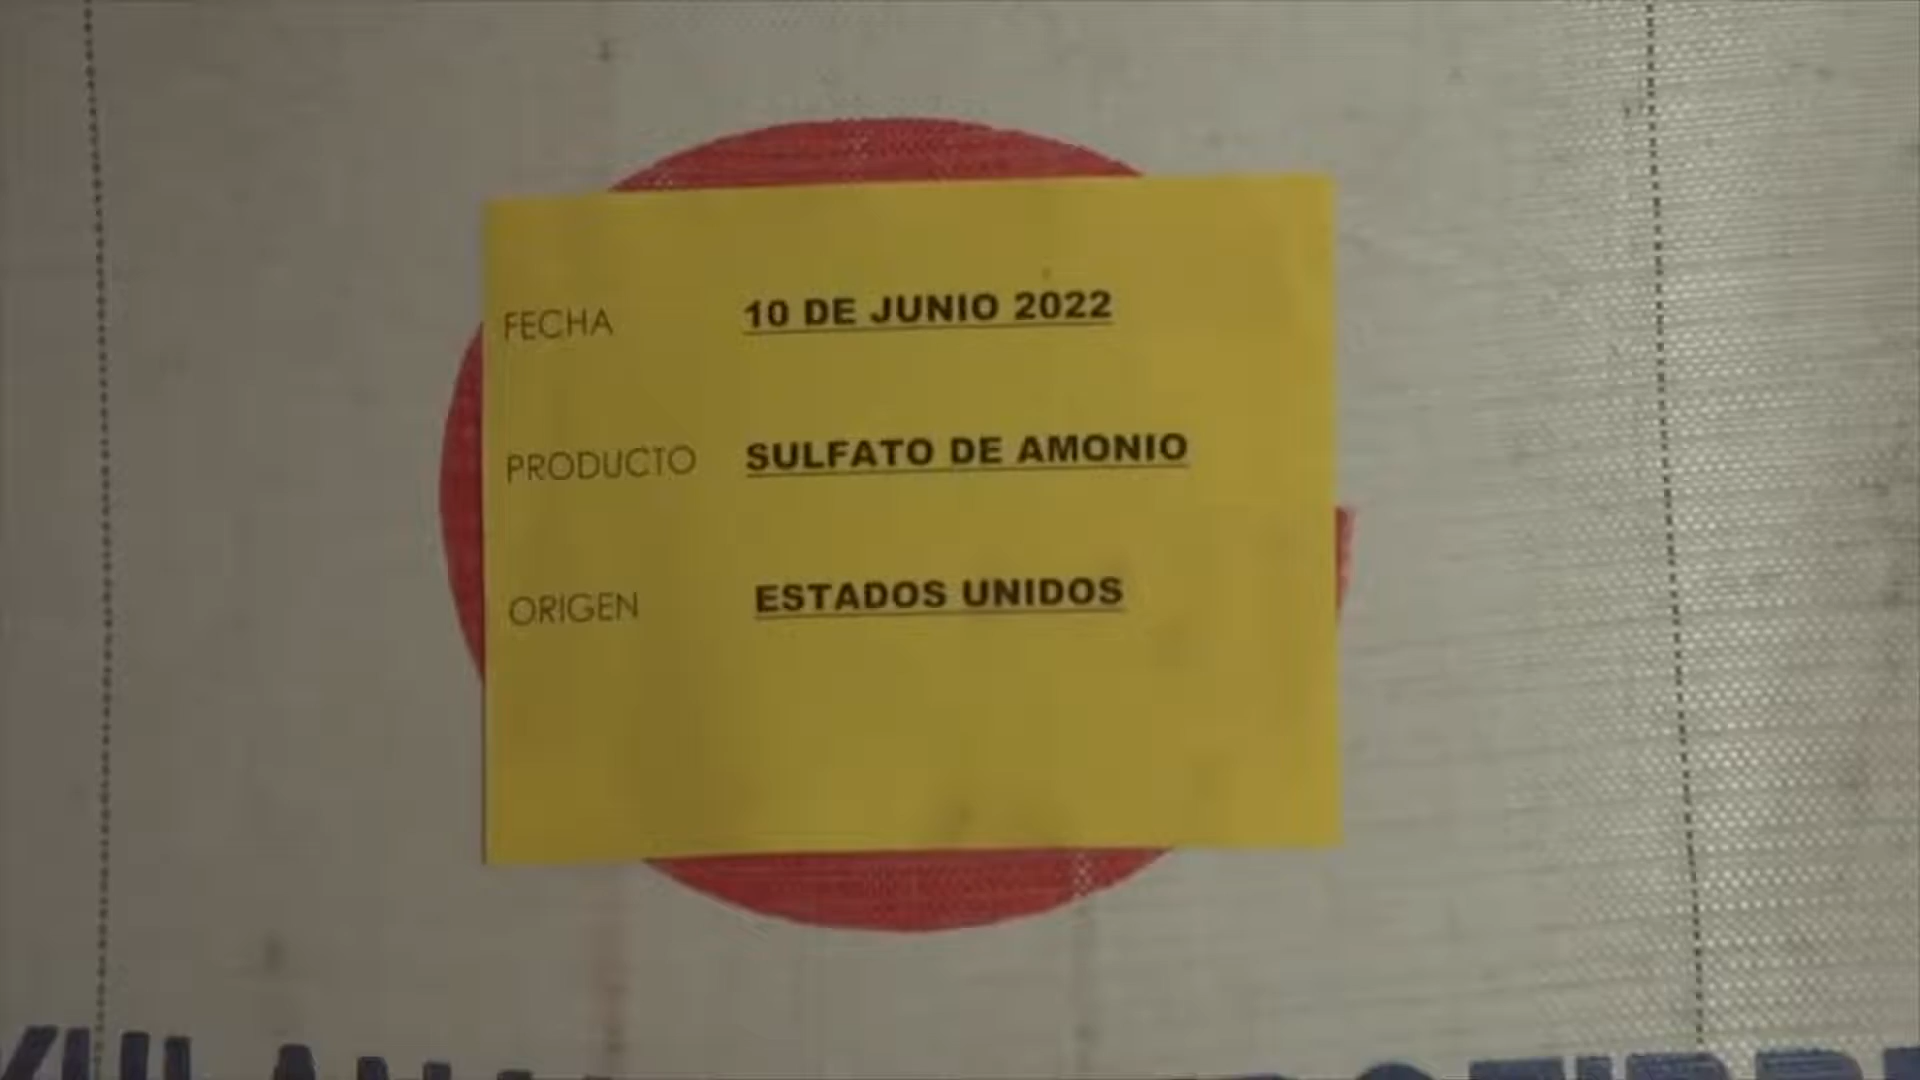 FECHA 10 DE JUNIO 2022
PRODUCTO SULFATO DE AMONIO
ORIGEN ESTADOS UNIDOS